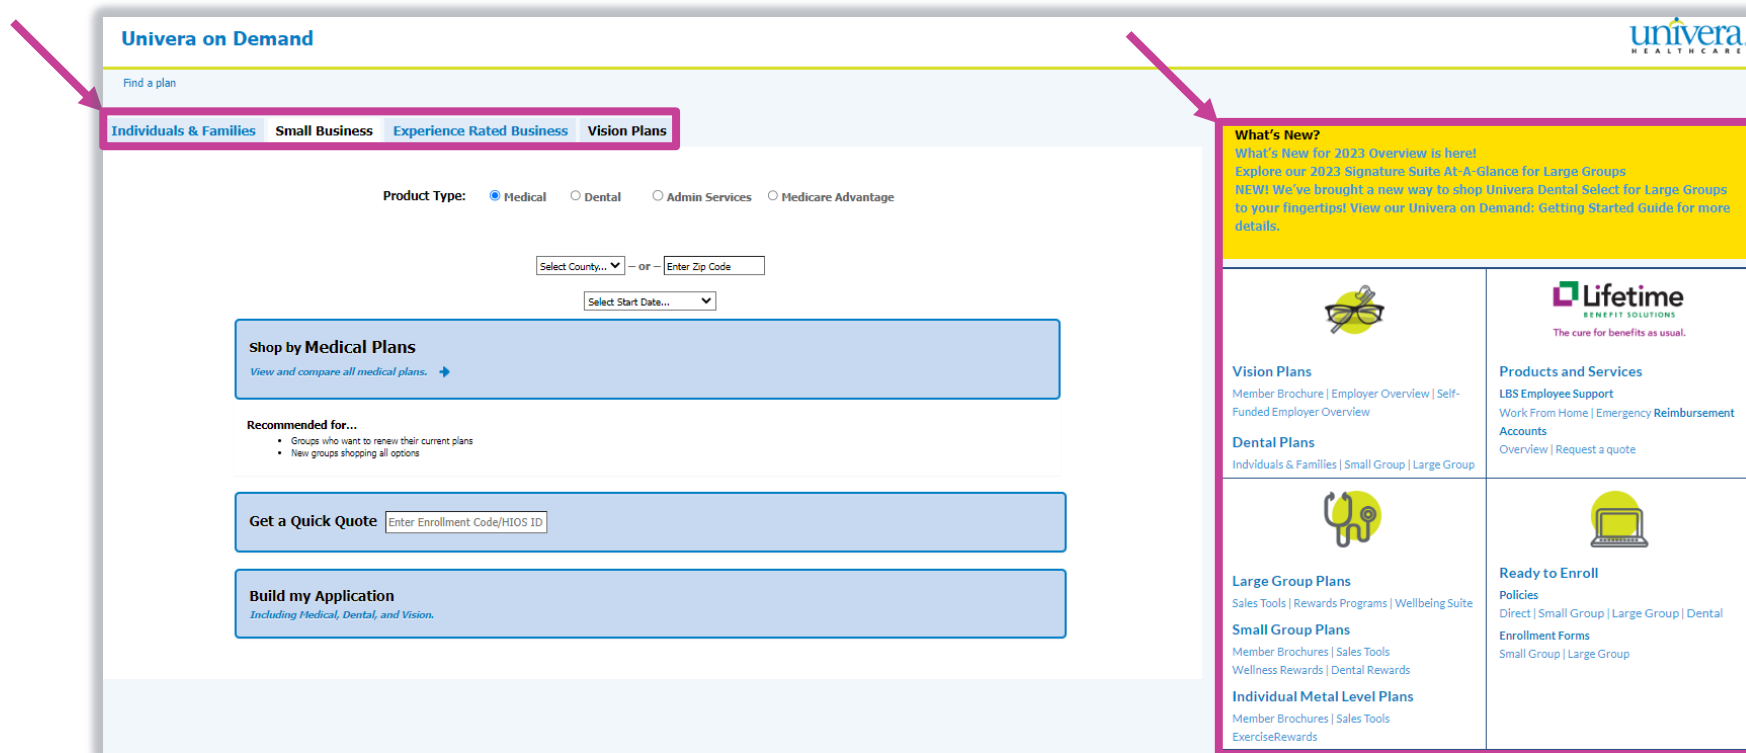 Univera on Demand
univera
HEALTHCARE
Find a plan
Individuals & Families Small Business Experience Rated Business Vision Plans
Product Type: Medical Dental Admin Services Medicare Advantage
Select County... – or – Enter Zip Code
Select Start Date...
Shop by Medical Plans
View and compare all medical plans.
Recommended for...
• Groups who want to renew their current plans
• New groups shopping all options
Get a Quick Quote Enter Enrollment Code/HIOS ID
Build my Application
Including Medical, Dental, and Vision.
What's New?
What's New for 2023 Overview is here!
Explore our 2023 Signature Suite At-A-Glance for Large Groups
NEW! We've brought a new way to shop Univera Dental Select for Large Groups
to your fingertips! View our Univera on Demand: Getting Started Guide for more
details.
Vision Plans
Member Brochure | Employer Overview | Self-
Funded Employer Overview
Dental Plans
Indviduals & Families | Small Group | Large Group
Lifetime
BENEFIT SOLUTIONS
The cure for benefits as usual.
Products and Services
LBS Employee Support
Work From Home | Emergency Reimbursement
Accounts
Overview | Request a quote
Large Group Plans
Sales Tools | Rewards Programs | Wellbeing Suite
Small Group Plans
Member Brochures | Sales Tools
Wellness Rewards | Dental Rewards
Individual Metal Level Plans
Member Brochures | Sales Tools
ExerciseRewards
Ready to Enroll
Policies
Direct | Small Group | Large Group | Dental
Enrollment Forms
Small Group | Large Group